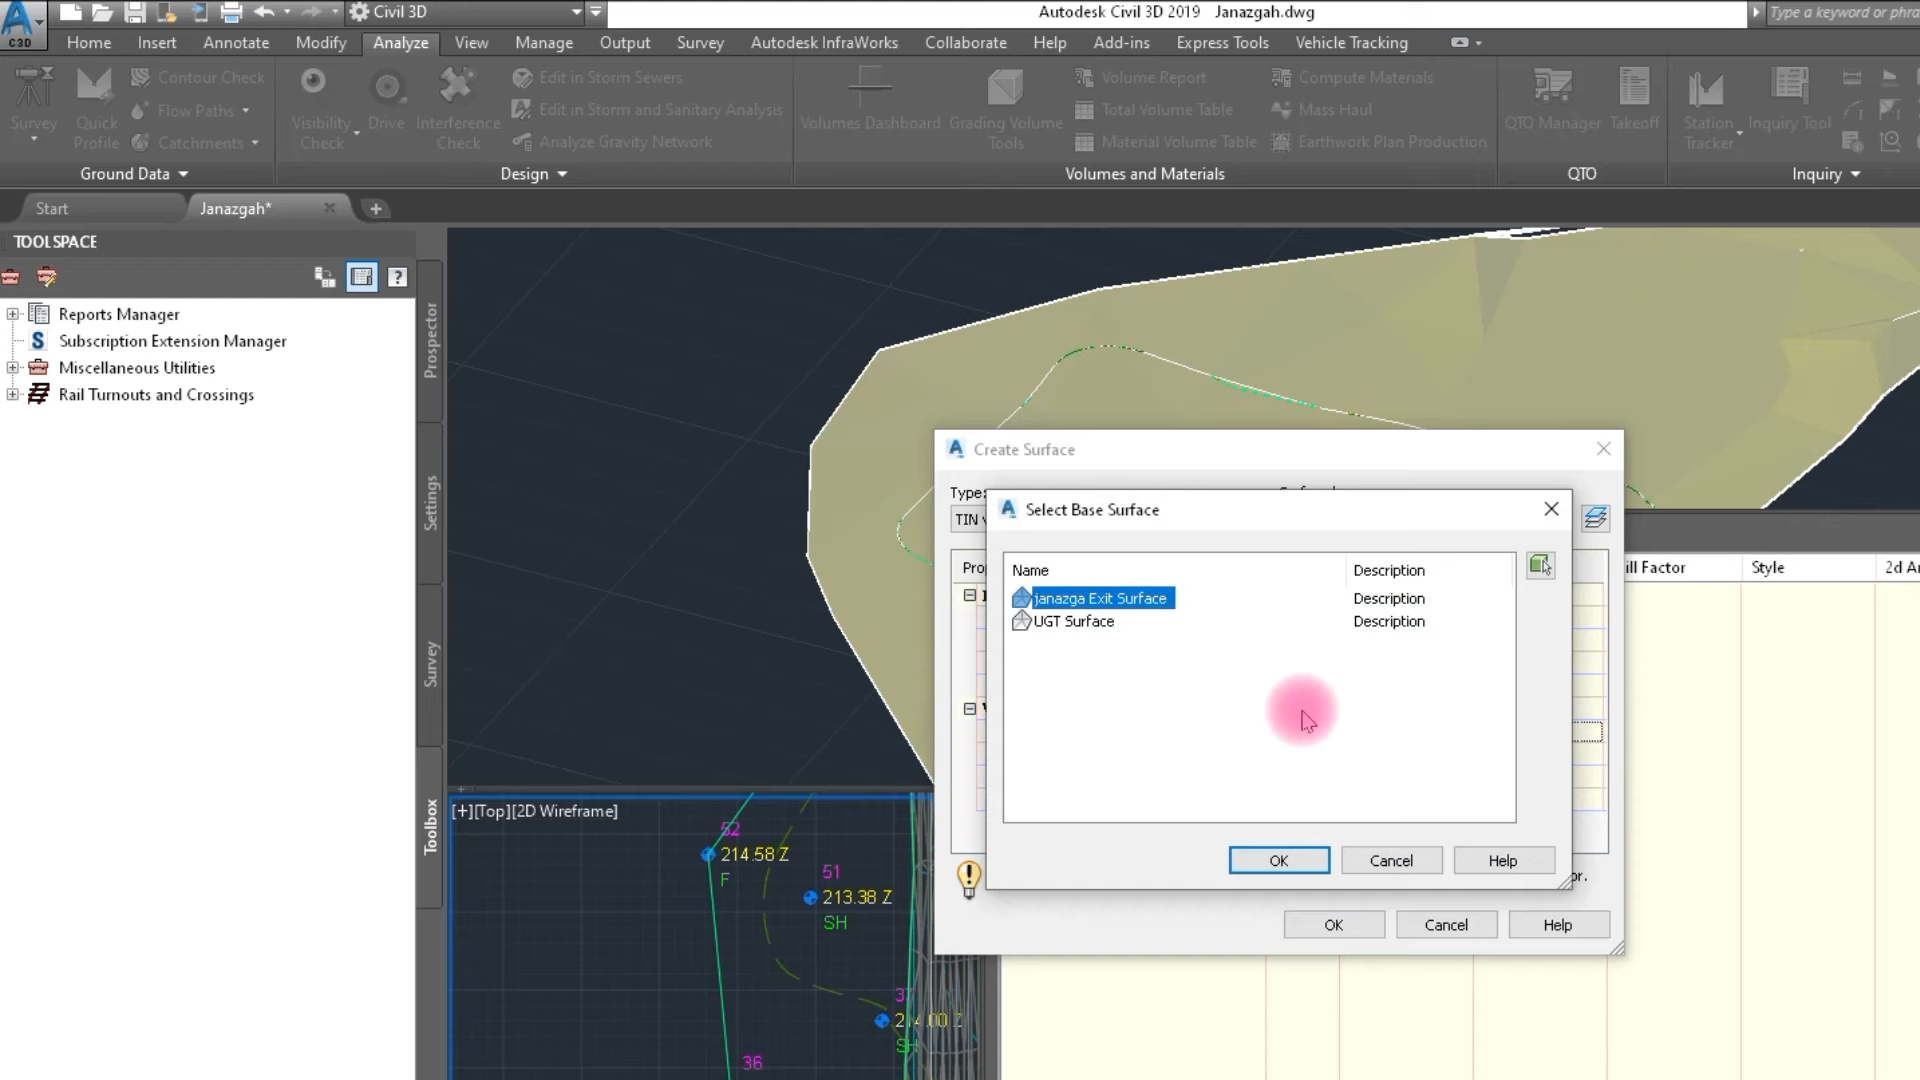 Civil 3D
Autodesk Civil 3D 2019 Janazgah.dwg
Type a keyword or phra
C3D
Home Insert Annotate Modify Analyze View Manage Output Survey Autodesk InfraWorks Collaborate Help Add-ins Express Tools Vehicle Tracking
Survey
Quick Profile
Contour Check
Flow Paths
Catchments
Visibility Check
Drive
Interference Check
Edit in Storm Sewers
Edit in Storm and Sanitary Analysis
Analyze Gravity Network
Volumes Dashboard
Grading Volume Tools
Volume Report
Total Volume Table
Material Volume Table
Compute Materials
Mass Haul
Earthwork Plan Production
QTO Manager
Takeoff
Station Tracker
Inquiry Tool
Ground Data
Design
Volumes and Materials
QTO
Inquiry
Start
Janazgah*
TOOLSPACE
Reports Manager
Subscription Extension Manager
Miscellaneous Utilities
Rail Turnouts and Crossings
Prospector
Settings
Survey
Toolbox
Create Surface
Type:
TIN v
Select Base Surface
Name Description
janazga Exit Surface Description
UGT Surface Description
OK Cancel Help
or.
OK Cancel Help
ill Factor Style 2d A
[+][Top][2D Wireframe]
52
214.58 Z
F
51
213.38 Z
SH
214.00 Z
SH
36